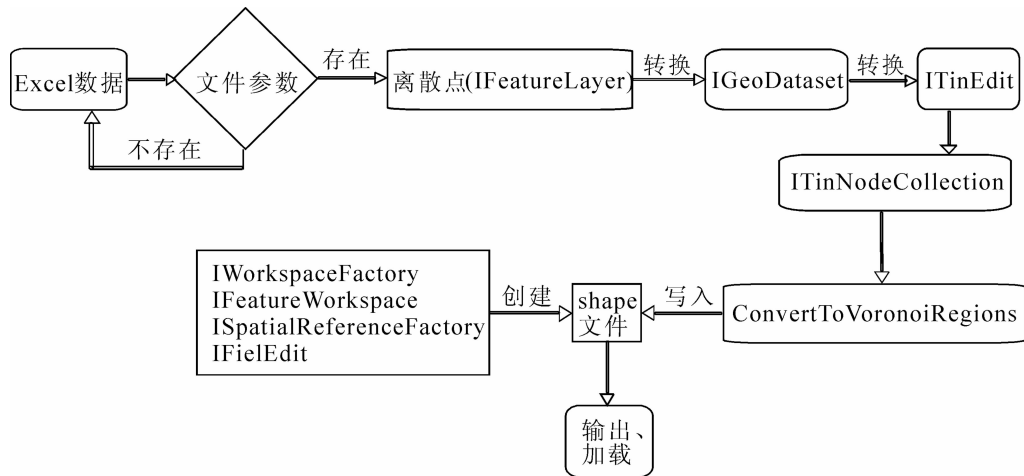 Excel数据
文件参数
存在
不存在
离散点(IFeatureLayer)
转换
IGeoDataset
转换
ITinEdit
ITinNodeCollection
ConvertToVoronoiRegions
写入
shape
文件
创建
IWorkspaceFactory
IFeatureWorkspace
ISpatialReferenceFactory
IFielEdit
输出、
加载